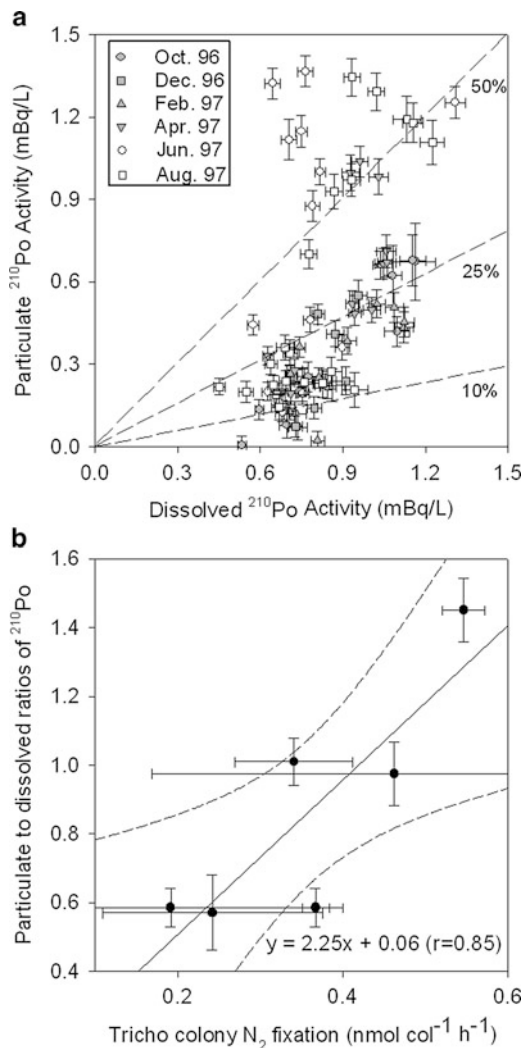 a
1.5
1.2
0.9
0.6
0.3
0.0
Particulate ²¹⁰Po Activity (mBq/L)
Oct. 96
Dec. 96
Feb. 97
Apr. 97
Jun. 97
Aug. 97
50%
25%
10%
0.0 0.3 0.6 0.9 1.2 1.5
Dissolved ²¹⁰Po Activity (mBq/L)
b
1.6
1.4
1.2
1.0
0.8
0.6
0.4
Particulate to dissolved ratios of ²¹⁰Po
y = 2.25x + 0.06 (r=0.85)
0.2 0.4 0.6
Tricho colony N₂ fixation (nmol col⁻¹ h⁻¹)